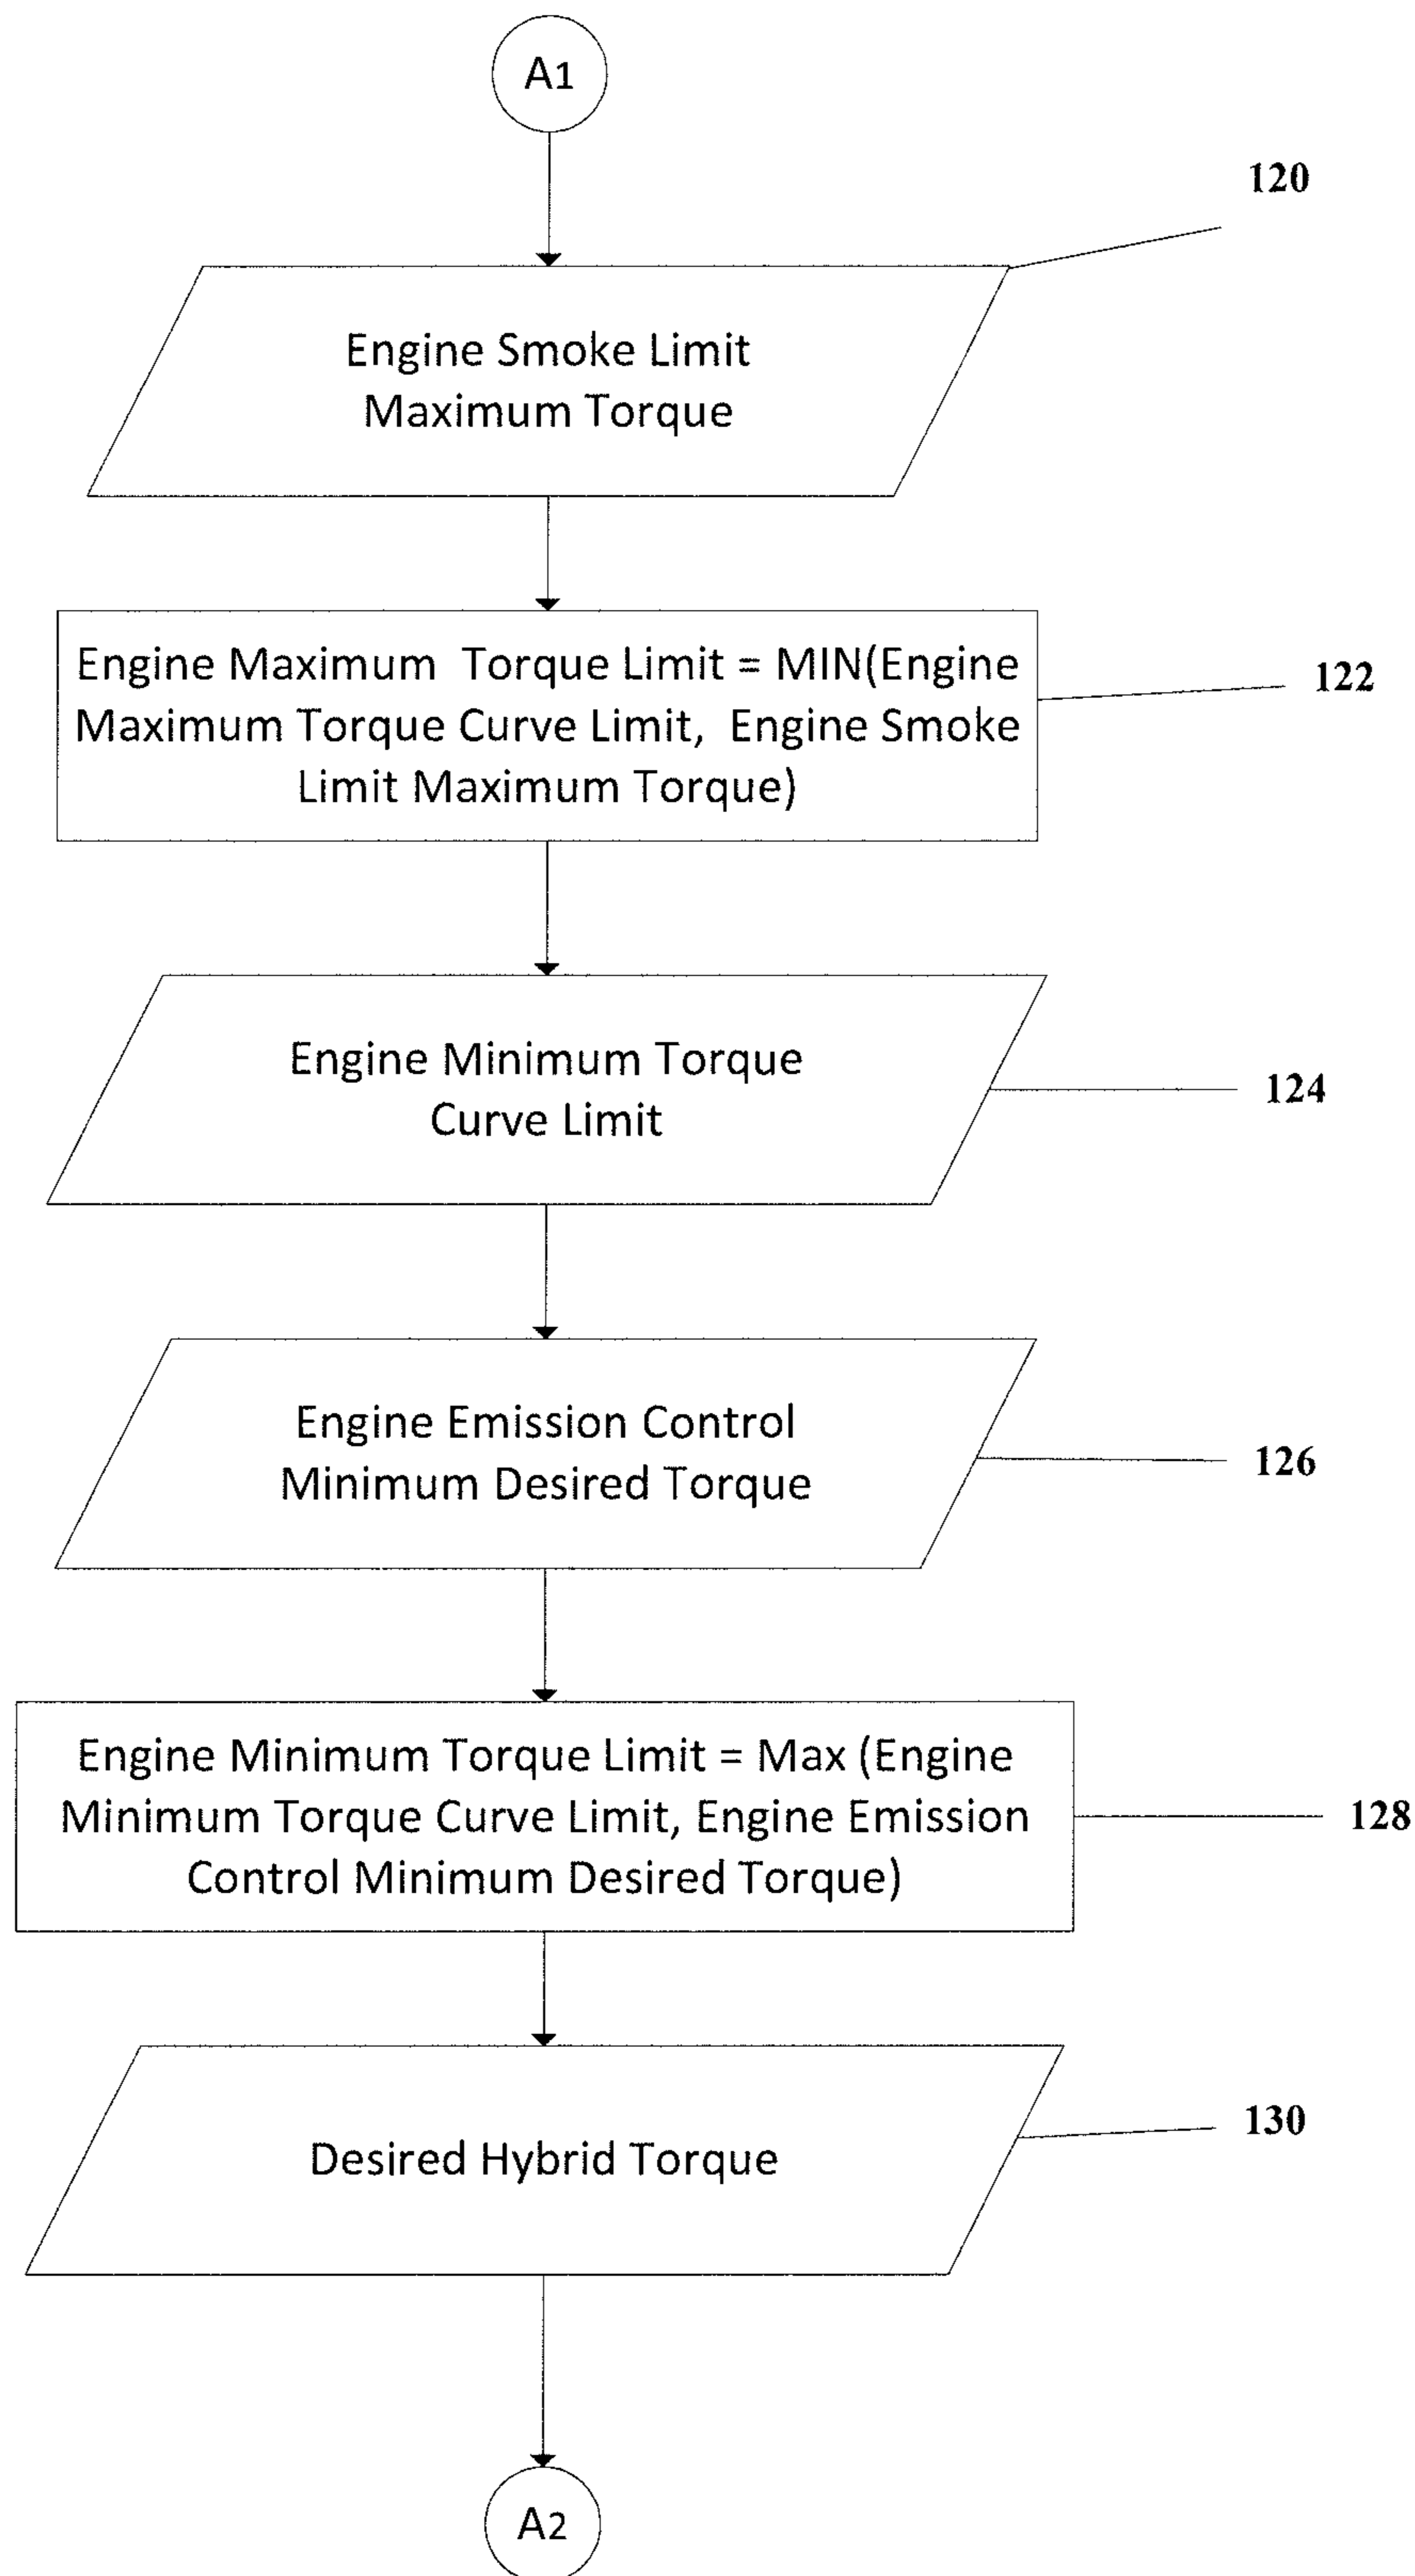 A1
120
Engine Smoke Limit
Maximum Torque
Engine Maximum Torque Limit = MIN(Engine
Maximum Torque Curve Limit, Engine Smoke
Limit Maximum Torque)
122
Engine Minimum Torque
Curve Limit
124
Engine Emission Control
Minimum Desired Torque
126
Engine Minimum Torque Limit = Max (Engine
Minimum Torque Curve Limit, Engine Emission
Control Minimum Desired Torque)
128
Desired Hybrid Torque
130
A2